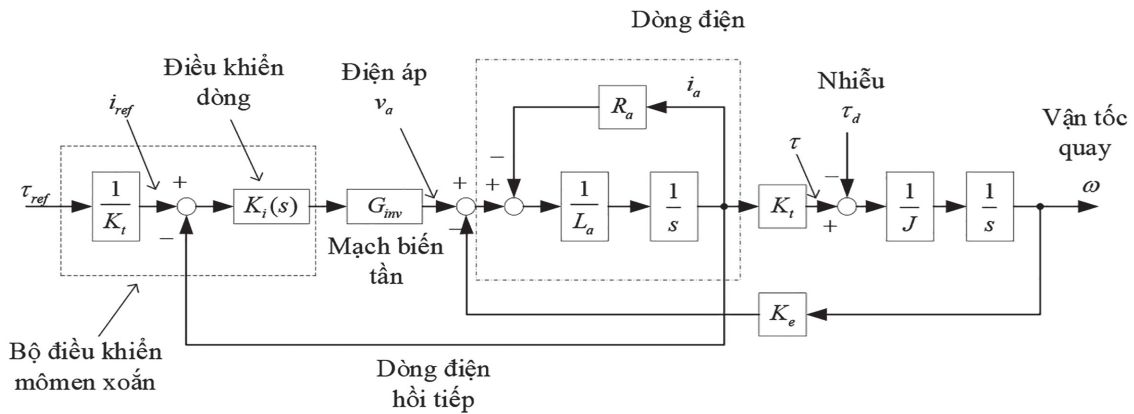 Dòng điện
Điều khiển
dòng
Điện áp
v_a
Nhiễu
τ_d
Vận tốc
quay
ω
i_ref
i_a
R_a
τ
τ_ref
1
K_t
+
−
K_i(s)
G_inv
+
−
+
−
1
L_a
1
s
K_t
−
+
1
J
1
s
Mạch biến
tần
K_e
Bộ điều khiển
mômen xoắn
Dòng điện
hồi tiếp